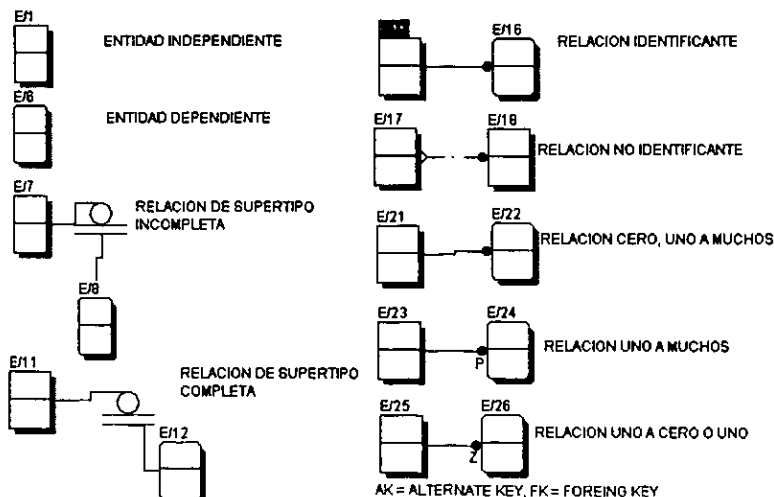 E/1
ENTIDAD INDEPENDIENTE
E/6
ENTIDAD DEPENDIENTE
E/7
RELACION DE SUPERTIPO
INCOMPLETA
E/8
E/11
RELACION DE SUPERTIPO
COMPLETA
E/12
E/16
RELACION IDENTIFICANTE
E/17
E/18
RELACION NO IDENTIFICANTE
E/21
E/22
RELACION CERO, UNO A MUCHOS
E/23
E/24
RELACION UNO A MUCHOS
P
E/25
E/26
RELACION UNO A CERO O UNO
Z
AK = ALTERNATE KEY, FK = FOREING KEY